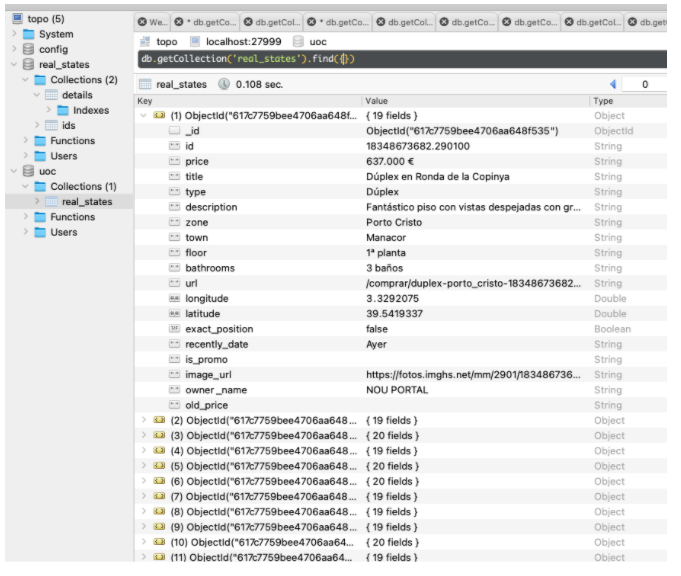 topo (5)
System
config
real_states
Collections (2)
details
Indexes
ids
Functions
Users
uoc
Collections (1)
real_states
Functions
Users
We... * db.getCo... db.getCol... * db.getCo... db.getCol... db.getCo... db.getCo... db.getCol... db.get
topo localhost:27999 uoc
db.getCollection('real_states').find({})
real_states 0.108 sec. 0
Key Value Type
(1) ObjectId("617c7759bee4706aa648f... { 19 fields } Object
_id ObjectId("617c7759bee4706aa648f535") ObjectId
id 18348673682.290100 String
price 637.000 € String
title Dúplex en Ronda de la Copinya String
type Dúplex String
description Fantástico piso con vistas despejadas con gr... String
zone Porto Cristo String
town Manacor String
floor 1ª planta String
bathrooms 3 baños String
url /comprar/duplex-porto_cristo-18348673682... String
longitude 3.3292075 Double
latitude 39.5419337 Double
exact_position false Boolean
recently_date Ayer String
is_promo String
image_url https://fotos.imghs.net/mm/2901/183486736... String
owner_name NOU PORTAL String
old_price String
(2) ObjectId("617c7759bee4706aa648... { 19 fields } Object
(3) ObjectId("617c7759bee4706aa648... { 20 fields } Object
(4) ObjectId("617c7759bee4706aa648... { 19 fields } Object
(5) ObjectId("617c7759bee4706aa648... { 20 fields } Object
(6) ObjectId("617c7759bee4706aa648... { 20 fields } Object
(7) ObjectId("617c7759bee4706aa648... { 19 fields } Object
(8) ObjectId("617c7759bee4706aa648... { 19 fields } Object
(9) ObjectId("617c7759bee4706aa648... { 19 fields } Object
(10) ObjectId("617c7759bee4706aa64... { 20 fields } Object
(11) ObjectId("617c7759bee4706aa64... { 19 fields } Object